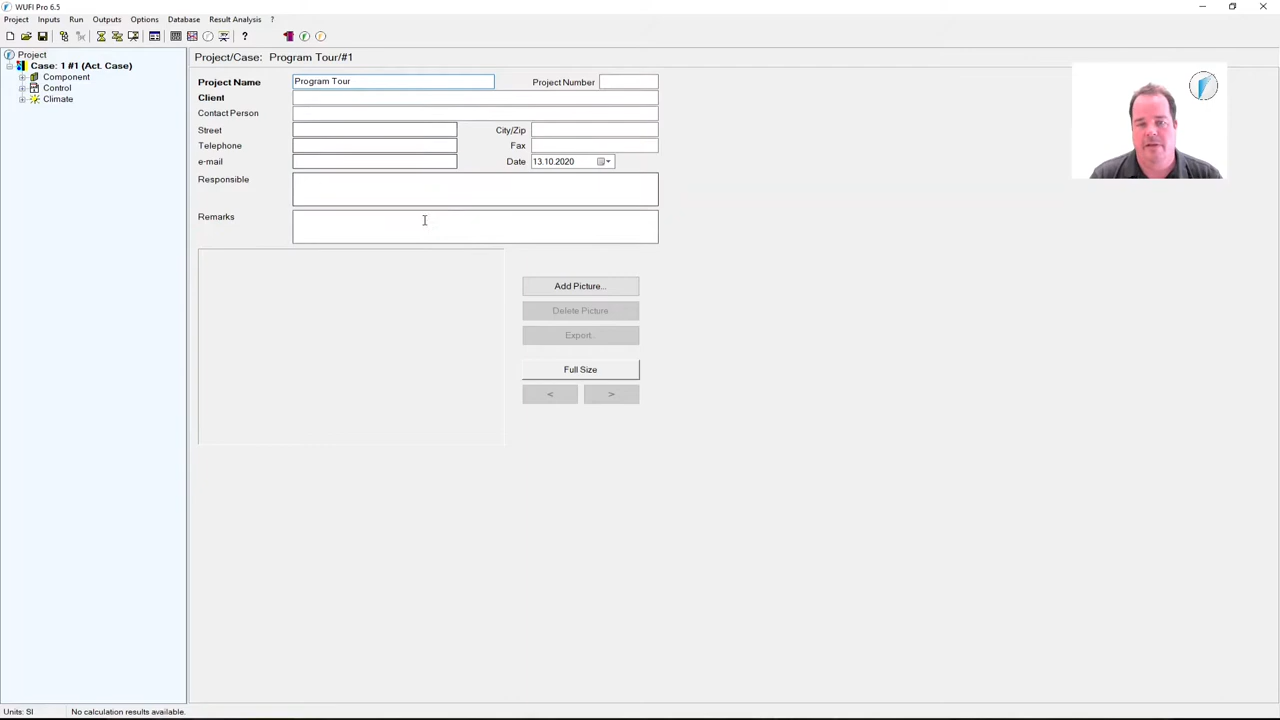 WUFI Pro 6.5
Project Inputs Run Outputs Options Database Result Analysis ?
Project
Case: 1 #1 (Act. Case)
Component
Control
Climate
Project/Case: Program Tour/#1
Project Name Program Tour Project Number
Client
Contact Person
Street City/Zip
Telephone Fax
e-mail Date 13.10.2020
Responsible
Remarks
Add Picture...
Delete Picture
Export
Full Size
< >
Units: SI No calculation results available.